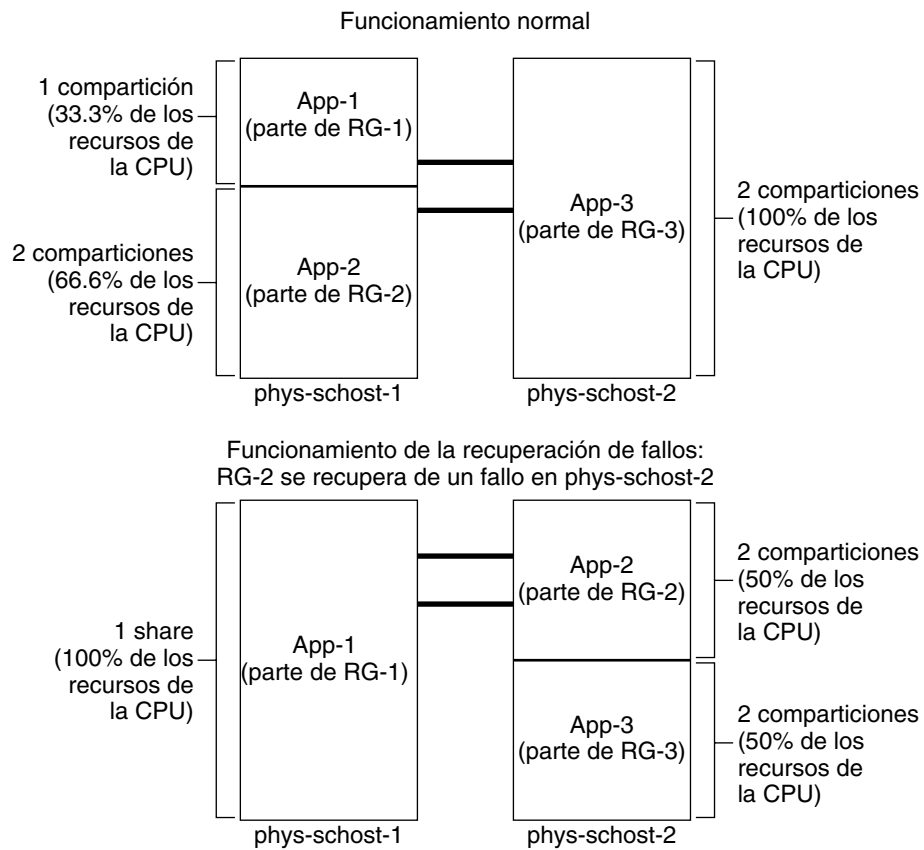 Funcionamiento normal
1 compartición
(33.3% de los
recursos de
la CPU)
2 comparticiones
(66.6% de los
recursos de
la CPU)
App-1
(parte de RG-1)
App-2
(parte de RG-2)
phys-schost-1
App-3
(parte de RG-3)
phys-schost-2
2 comparticiones
(100% de los
recursos de
la CPU)
Funcionamiento de la recuperación de fallos:
RG-2 se recupera de un fallo en phys-schost-2
1 share
(100% de los
recursos de
la CPU)
App-1
(parte de RG-1)
phys-schost-1
App-2
(parte de RG-2)
App-3
(parte de RG-3)
phys-schost-2
2 comparticiones
(50% de los
recursos de
la CPU)
2 comparticiones
(50% de los
recursos de
la CPU)